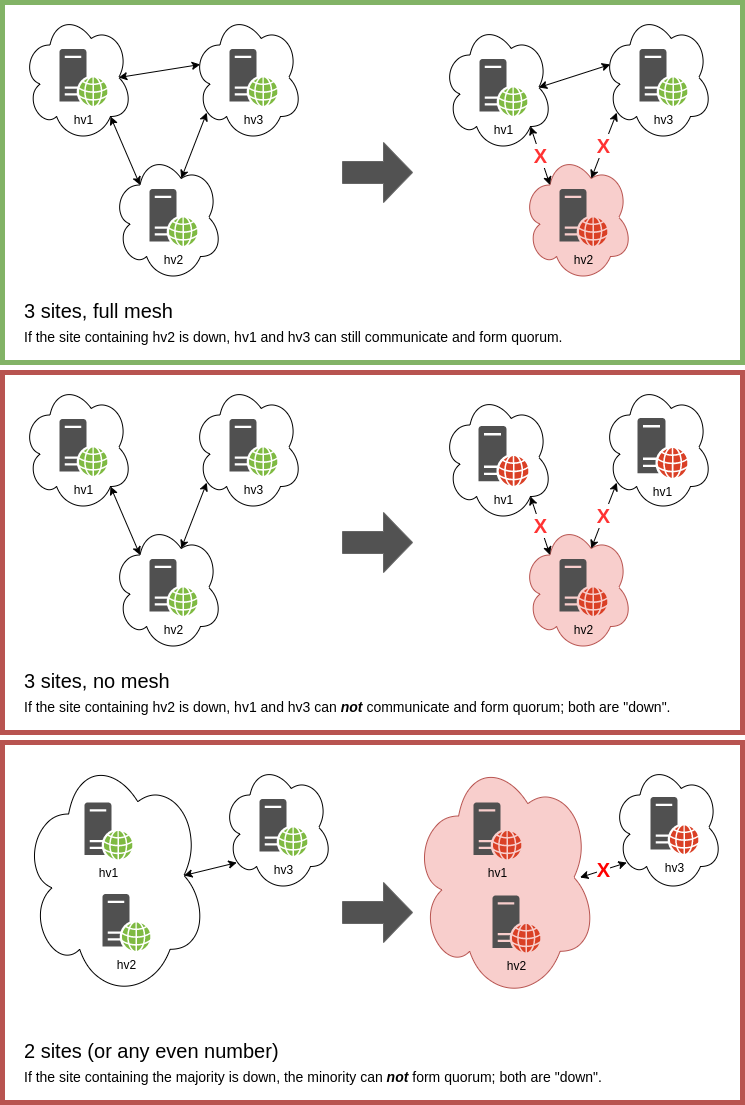 hv1
hv3
hv2
hv1
hv3
X
X
hv2
3 sites, full mesh
If the site containing hv2 is down, hv1 and hv3 can still communicate and form quorum.
hv1
hv3
hv2
hv1
hv1
X
X
hv2
3 sites, no mesh
If the site containing hv2 is down, hv1 and hv3 can not communicate and form quorum; both are "down".
hv1
hv3
hv2
hv1
hv3
X
hv2
2 sites (or any even number)
If the site containing the majority is down, the minority can not form quorum; both are "down".